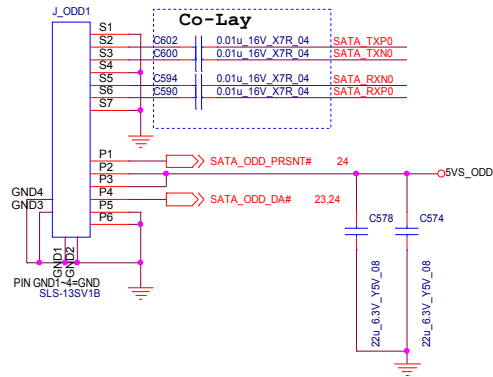 J_ODD1
Co-Lay
S1
S2 C602 0.01u_16V_X7R_04 SATA_TXP0
S3 C600 0.01u_16V_X7R_04 SATA_TXN0
S4
S5 C594 0.01u_16V_X7R_04 SATA_RXN0
S6 C590 0.01u_16V_X7R_04 SATA_RXP0
S7
P1 SATA_ODD_PRSNT# 24
P2 5VS_ODD
P3
P4 SATA_ODD_DA# 23,24
GND4
GND3 P5
P6
C578 C574
GND1
GND2
22u_6.3V_Y5V_08
22u_6.3V_Y5V_08
PIN GND1~4=GND
SLS-13SV1B